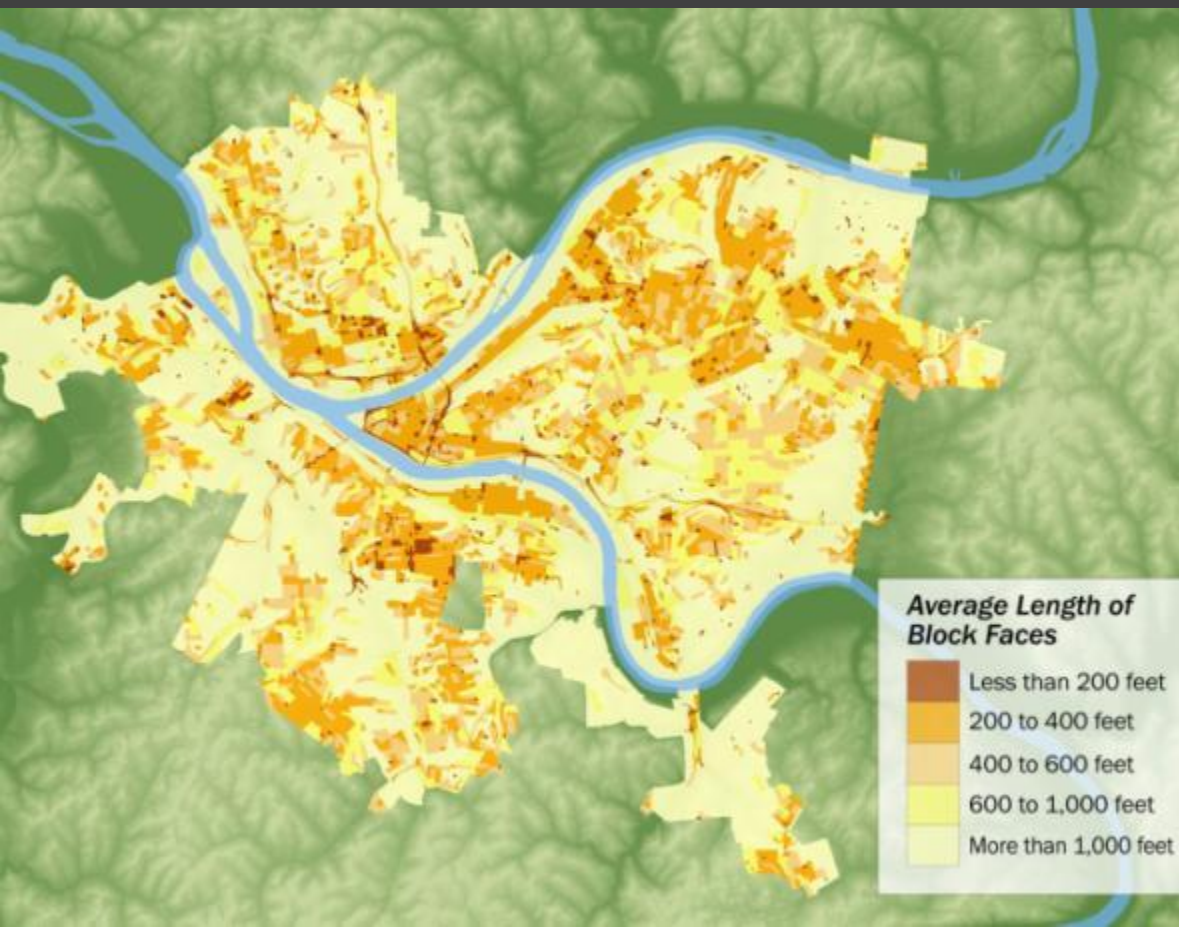 Average Length of
Block Faces
Less than 200 feet
200 to 400 feet
400 to 600 feet
600 to 1,000 feet
More than 1,000 feet